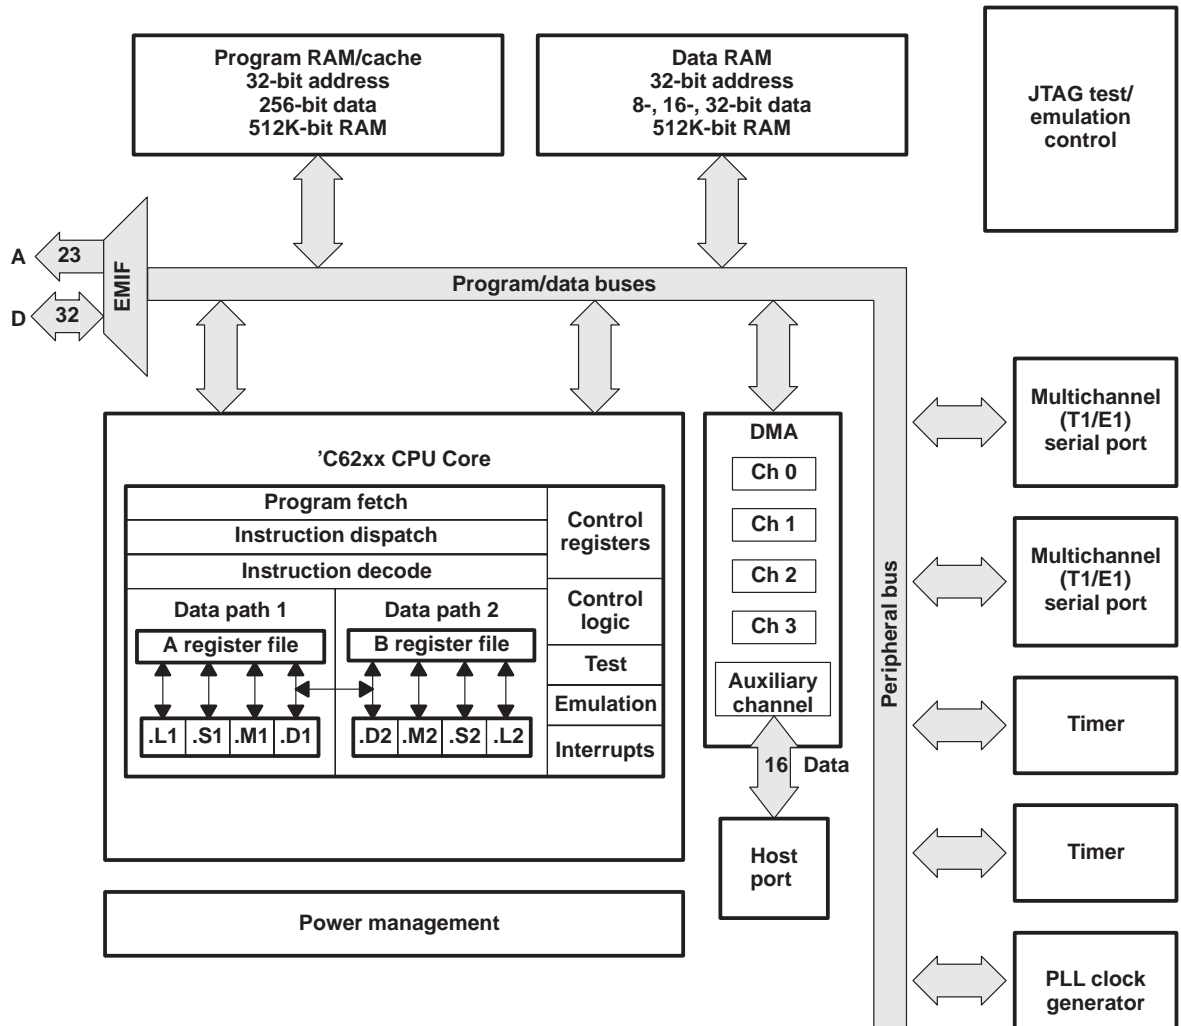 Program RAM/cache
32-bit address
256-bit data
512K-bit RAM
Data RAM
32-bit address
8-, 16-, 32-bit data
512K-bit RAM
JTAG test/
emulation
control
A
23
D
32
EMIF
Program/data buses
Peripheral bus
’C62xx CPU Core
Program fetch
Instruction dispatch
Instruction decode
Control
registers
Control
logic
Test
Emulation
Interrupts
Data path 1
A register file
.L1 .S1 .M1 .D1
Data path 2
B register file
.D2 .M2 .S2 .L2
DMA
Ch 0
Ch 1
Ch 2
Ch 3
Auxiliary
channel
16 Data
Host
port
Power management
Multichannel
(T1/E1)
serial port
Multichannel
(T1/E1)
serial port
Timer
Timer
PLL clock
generator